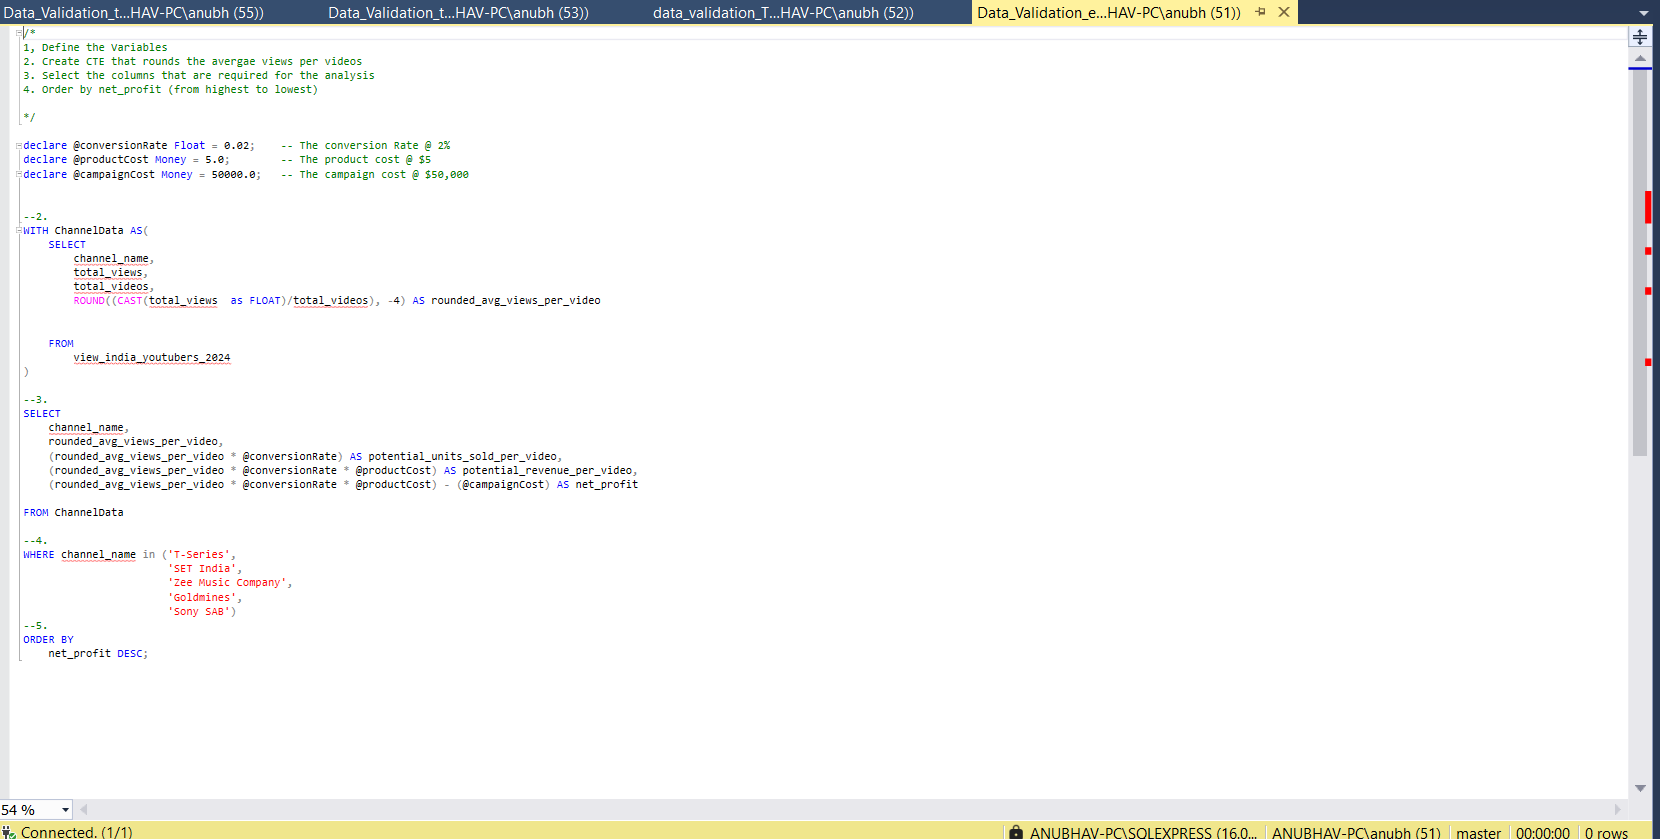 Data_Validation_t...HAV-PC\anubh (55)) Data_Validation_t...HAV-PC\anubh (53)) data_validation_T...HAV-PC\anubh (52)) Data_Validation_e...HAV-PC\anubh (51))
/*
1, Define the Variables
2. Create CTE that rounds the avergae views per videos
3. Select the columns that are required for the analysis
4. Order by net_profit (from highest to lowest)
*/
declare @conversionRate Float = 0.02; -- The conversion Rate @ 2%
declare @productCost Money = 5.0; -- The product cost @ $5
declare @campaignCost Money = 50000.0; -- The campaign cost @ $50,000
--2.
WITH ChannelData AS(
SELECT
channel_name,
total_views,
total_videos,
ROUND((CAST(total_views as FLOAT)/total_videos), -4) AS rounded_avg_views_per_video
FROM
view_india_youtubers_2024
)
--3.
SELECT
channel_name,
rounded_avg_views_per_video,
(rounded_avg_views_per_video * @conversionRate) AS potential_units_sold_per_video,
(rounded_avg_views_per_video * @conversionRate * @productCost) AS potential_revenue_per_video,
(rounded_avg_views_per_video * @conversionRate * @productCost) - (@campaignCost) AS net_profit
FROM ChannelData
--4.
WHERE channel_name in ('T-Series',
'SET India',
'Zee Music Company',
'Goldmines',
'Sony SAB')
--5.
ORDER BY
net_profit DESC;
54 %
Connected. (1/1) ANUBHAV-PC\SQLEXPRESS (16.0... ANUBHAV-PC\anubh (51) master 00:00:00 0 rows